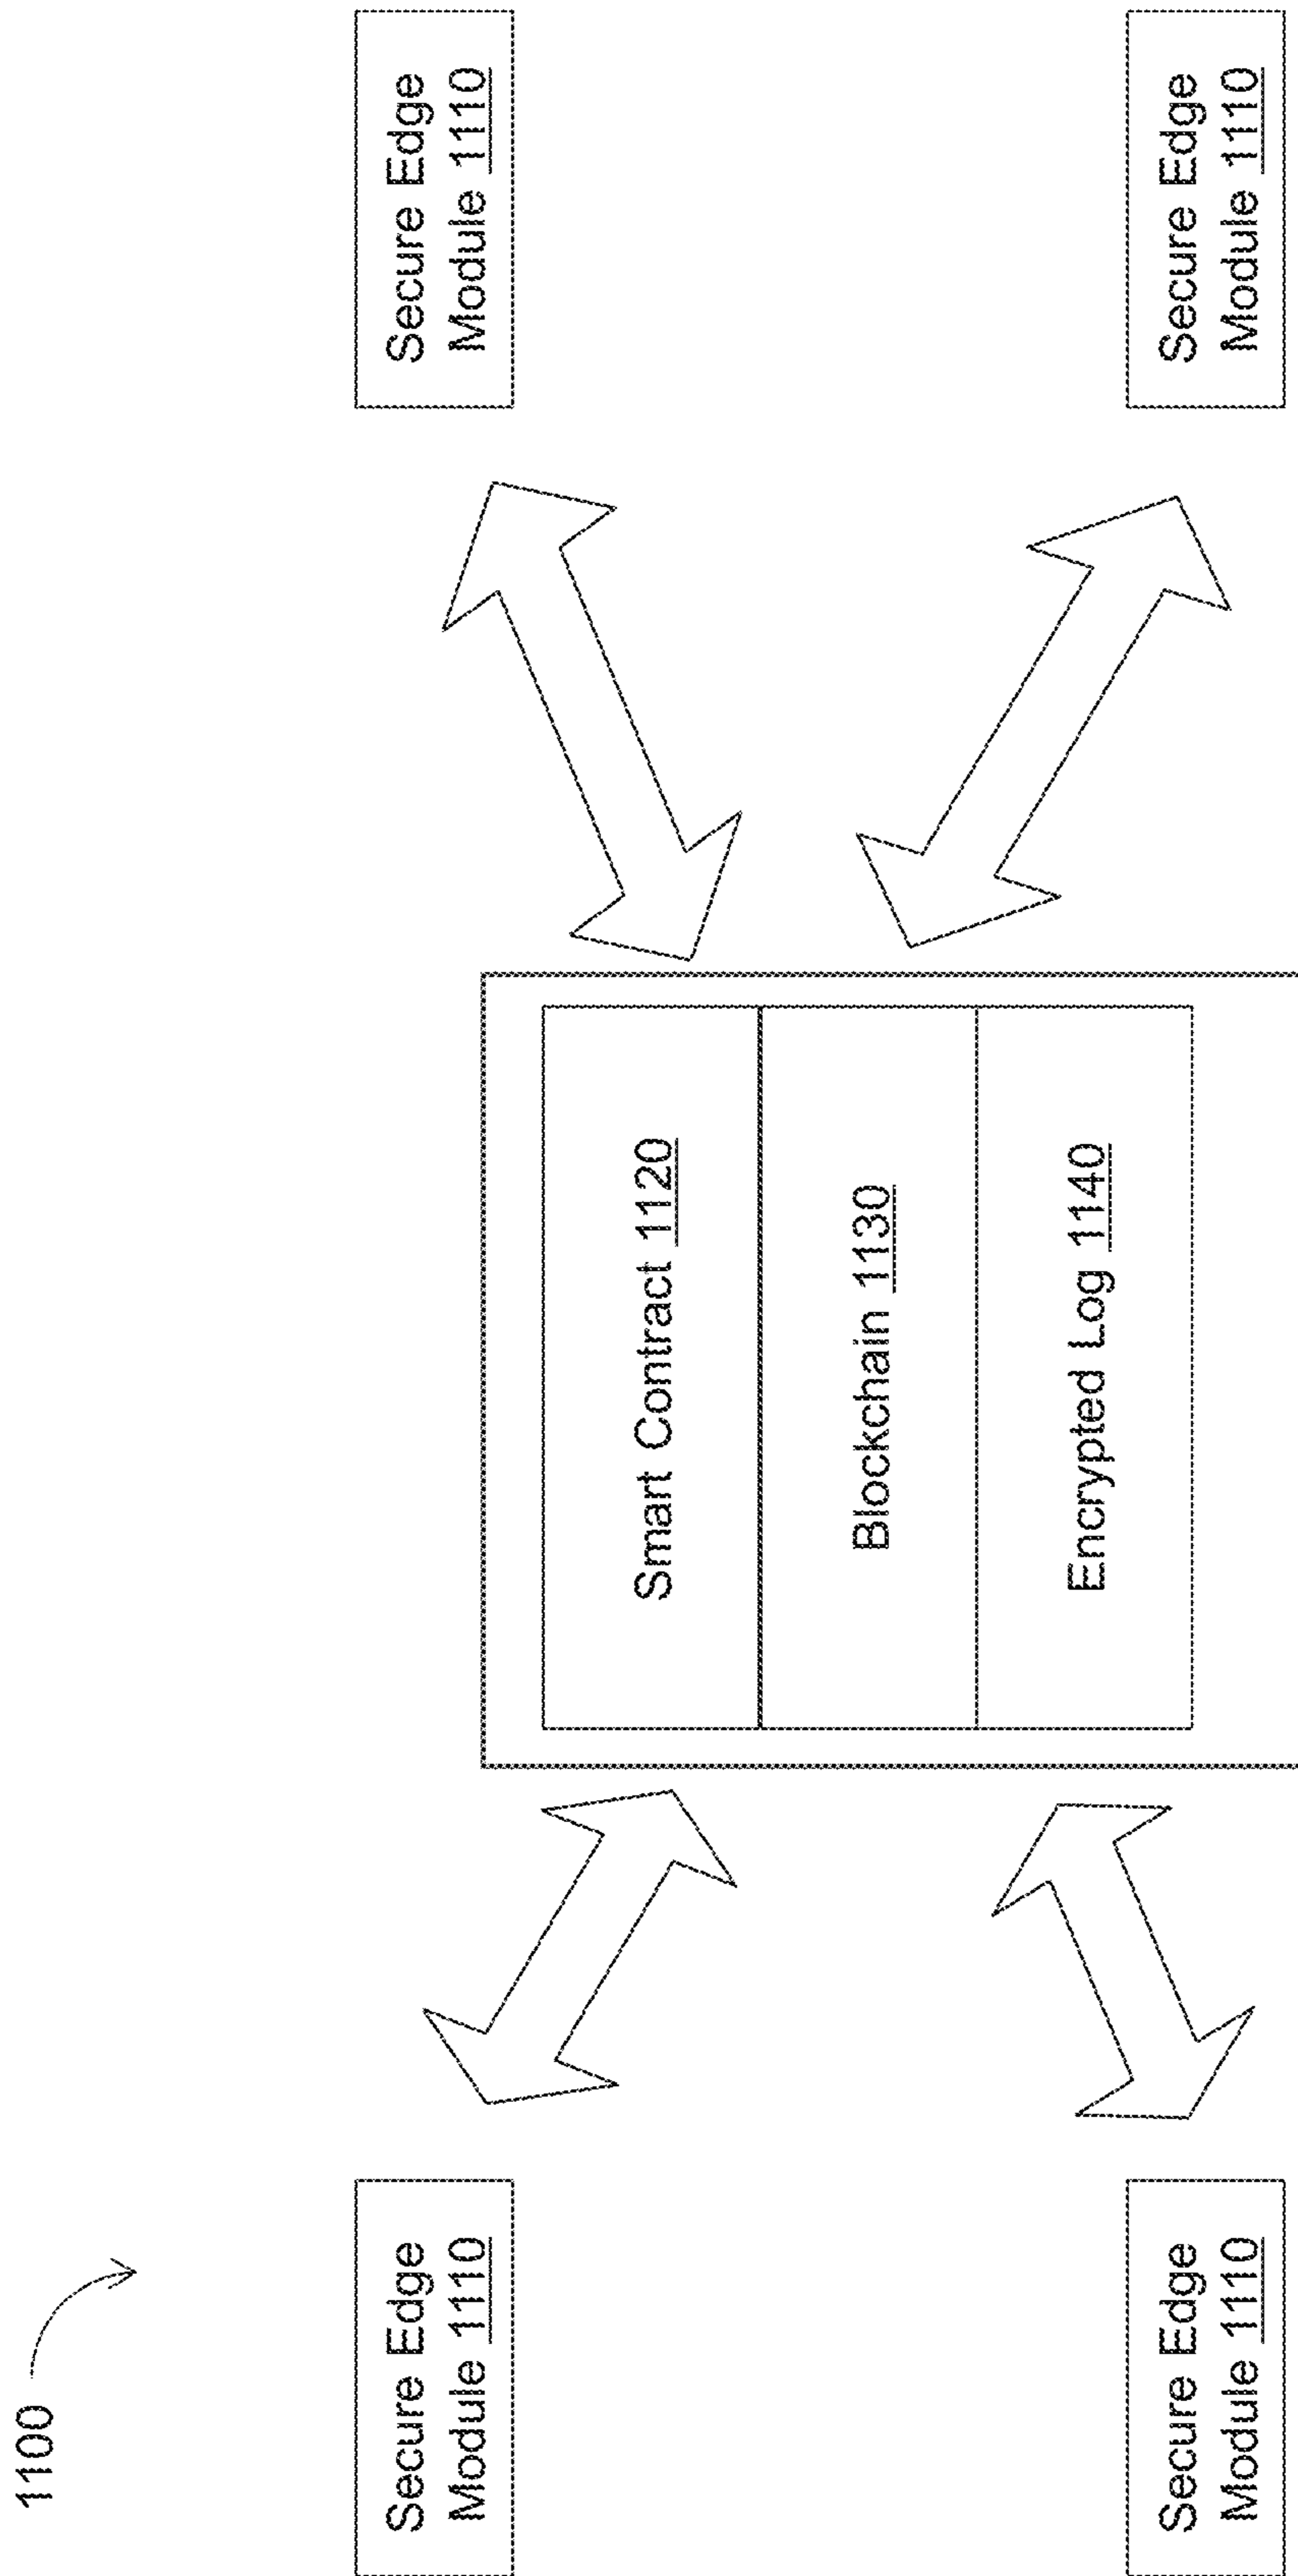 1100
Secure Edge
Module 1110
Secure Edge
Module 1110
Smart Contract 1120
Blockchain 1130
Encrypted Log 1140
Secure Edge
Module 1110
Secure Edge
Module 1110